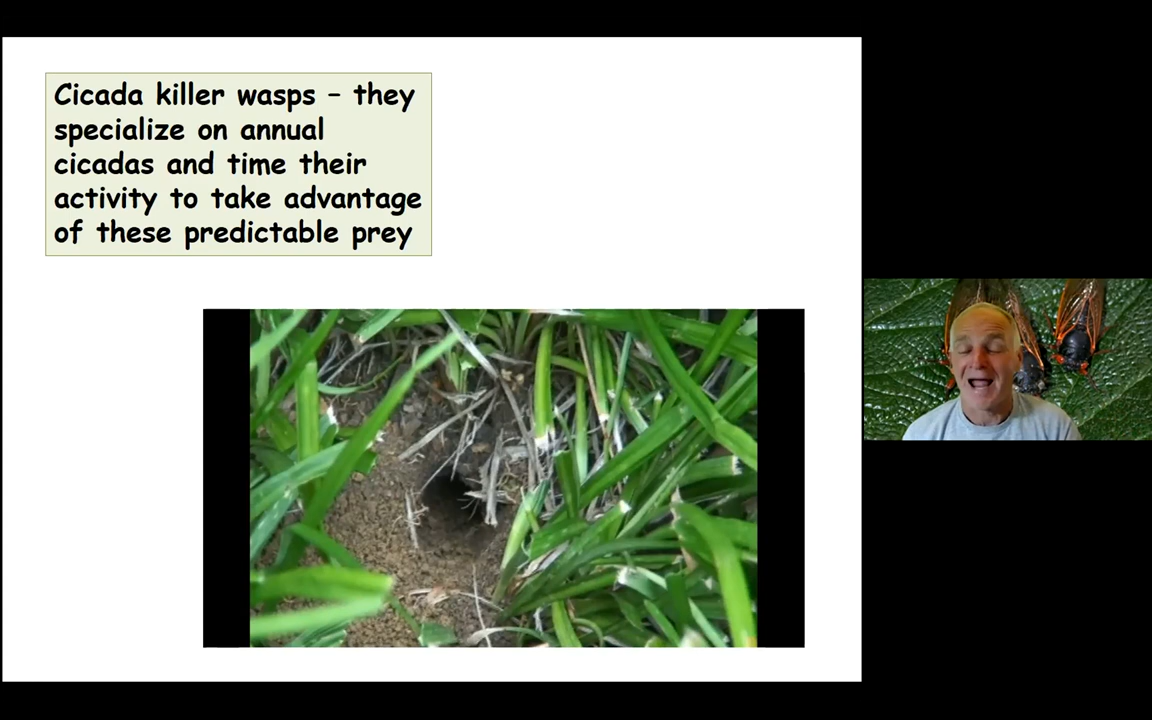 Cicada killer wasps – they
specialize on annual
cicadas and time their
activity to take advantage
of these predictable prey